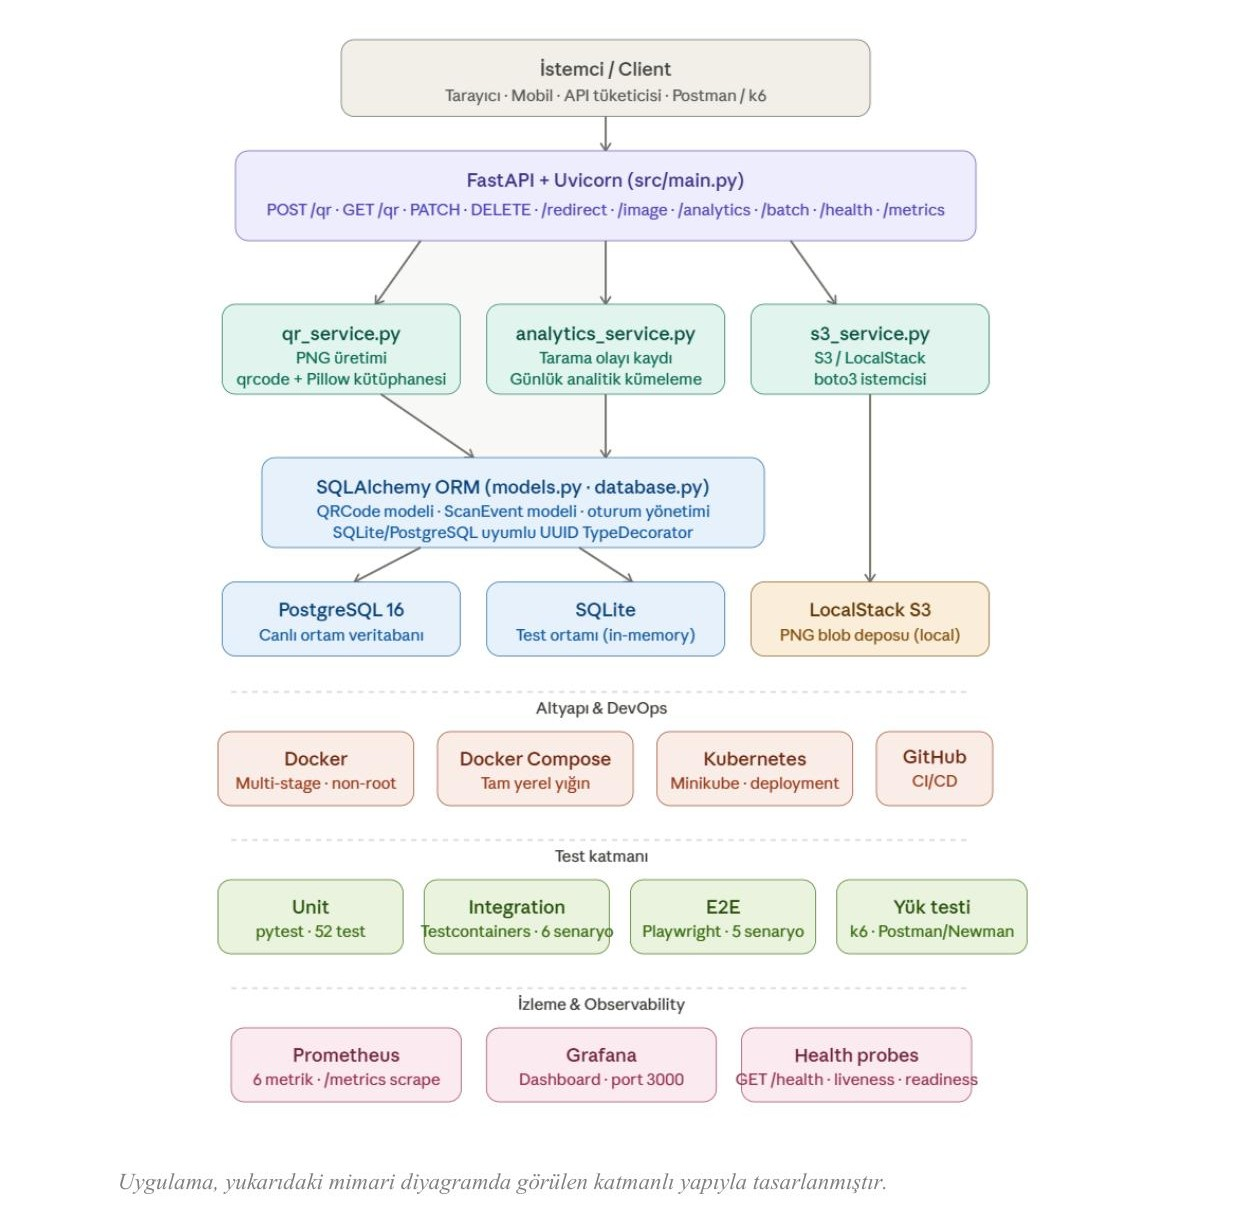 İstemci / Client
Tarayıcı · Mobil · API tüketicisi · Postman / k6
FastAPI + Uvicorn (src/main.py)
POST /qr · GET /qr · PATCH · DELETE · /redirect · /image · /analytics · /batch · /health · /metrics
qr_service.py
PNG üretimi
qrcode + Pillow kütüphanesi
analytics_service.py
Tarama olayı kaydı
Günlük analitik kümeleme
s3_service.py
S3 / LocalStack
boto3 istemcisi
SQLAlchemy ORM (models.py · database.py)
QRCode modeli · ScanEvent modeli · oturum yönetimi
SQLite/PostgreSQL uyumlu UUID TypeDecorator
PostgreSQL 16
Canlı ortam veritabanı
SQLite
Test ortamı (in-memory)
LocalStack S3
PNG blob deposu (local)
Altyapı & DevOps
Docker
Multi-stage · non-root
Docker Compose
Tam yerel yığın
Kubernetes
Minikube · deployment
GitHub
CI/CD
Test katmanı
Unit
pytest · 52 test
Integration
Testcontainers · 6 senaryo
E2E
Playwright · 5 senaryo
Yük testi
k6 · Postman/Newman
İzleme & Observability
Prometheus
6 metrik · /metrics scrape
Grafana
Dashboard · port 3000
Health probes
GET /health · liveness · readiness
Uygulama, yukarıdaki mimari diyagramda görülen katmanlı yapıyla tasarlanmıştır.